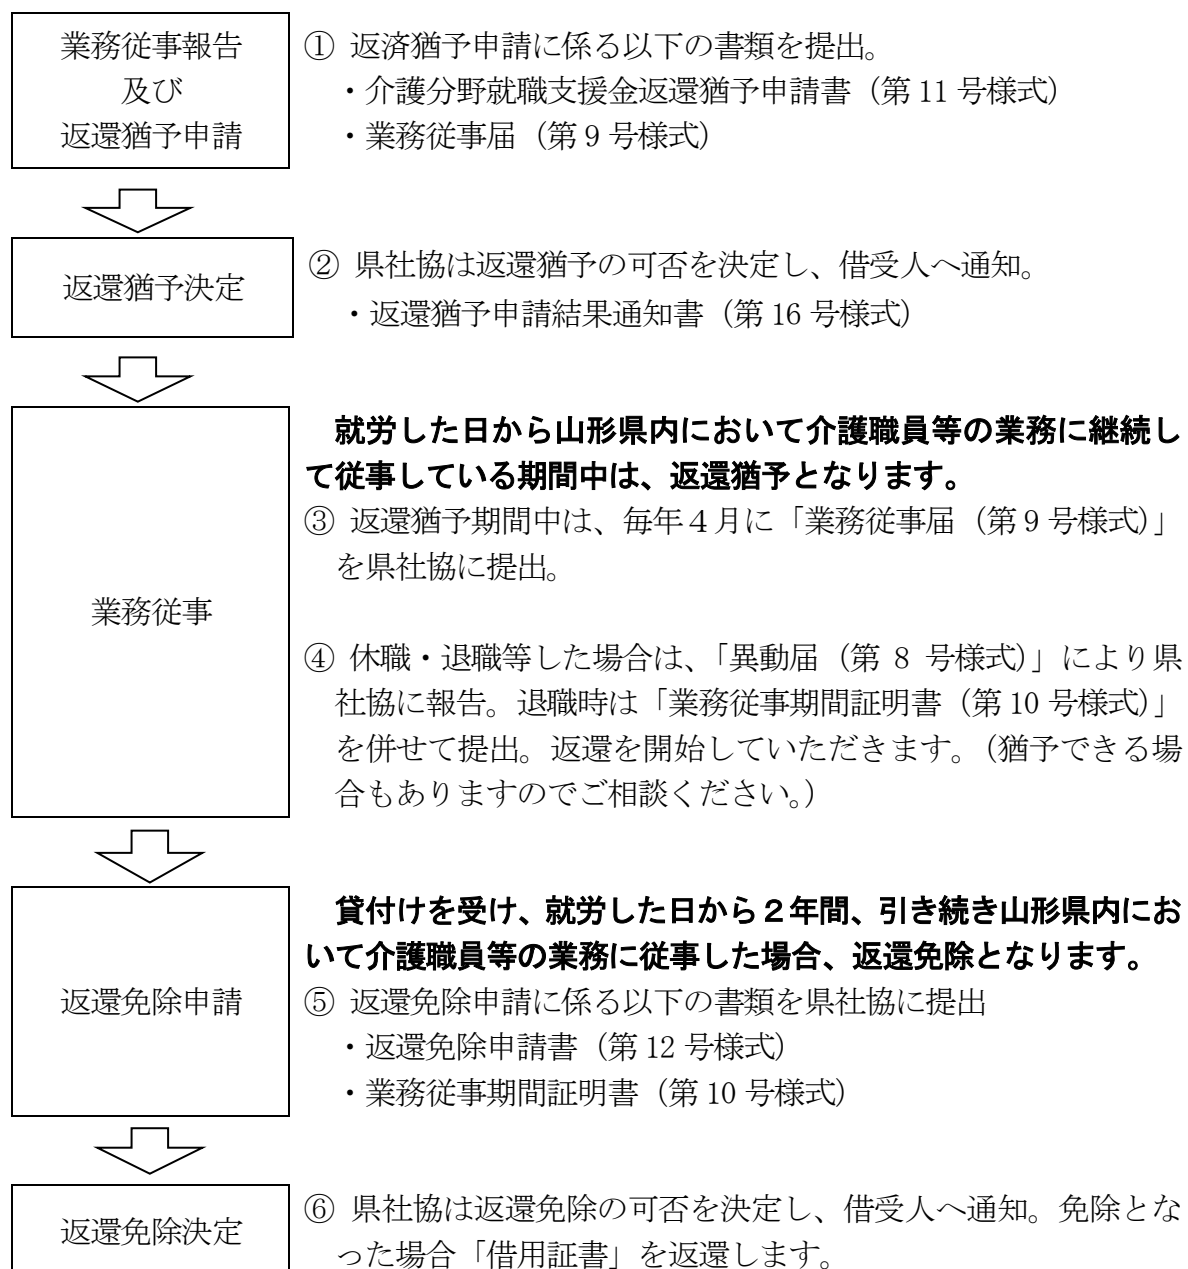 業務従事報告
及び
返還猶予申請
① 返済猶予申請に係る以下の書類を提出。
・介護分野就職支援金返還猶予申請書（第 11 号様式）
・業務従事届（第 9 号様式）
返還猶予決定
② 県社協は返還猶予の可否を決定し、借受人へ通知。
・返還猶予申請結果通知書（第 16 号様式）
業務従事
就労した日から山形県内において介護職員等の業務に継続し
て従事している期間中は、返還猶予となります。
③ 返還猶予期間中は、毎年４月に「業務従事届（第 9 号様式）」
を県社協に提出。
④ 休職・退職等した場合は、「異動届（第 8 号様式）」により県
社協に報告。退職時は「業務従事期間証明書（第 10 号様式）」
を併せて提出。返還を開始していただきます。（猶予できる場
合もありますのでご相談ください。）
返還免除申請
貸付けを受け、就労した日から２年間、引き続き山形県内にお
いて介護職員等の業務に従事した場合、返還免除となります。
⑤ 返還免除申請に係る以下の書類を県社協に提出
・返還免除申請書（第 12 号様式）
・業務従事期間証明書（第 10 号様式）
返還免除決定
⑥ 県社協は返還免除の可否を決定し、借受人へ通知。免除とな
った場合「借用証書」を返還します。